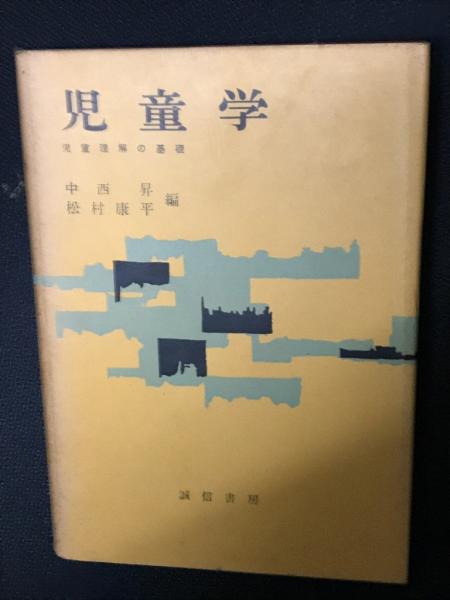 児童学
児童理解の基礎
中西昇
松村康平 編
誠信書房